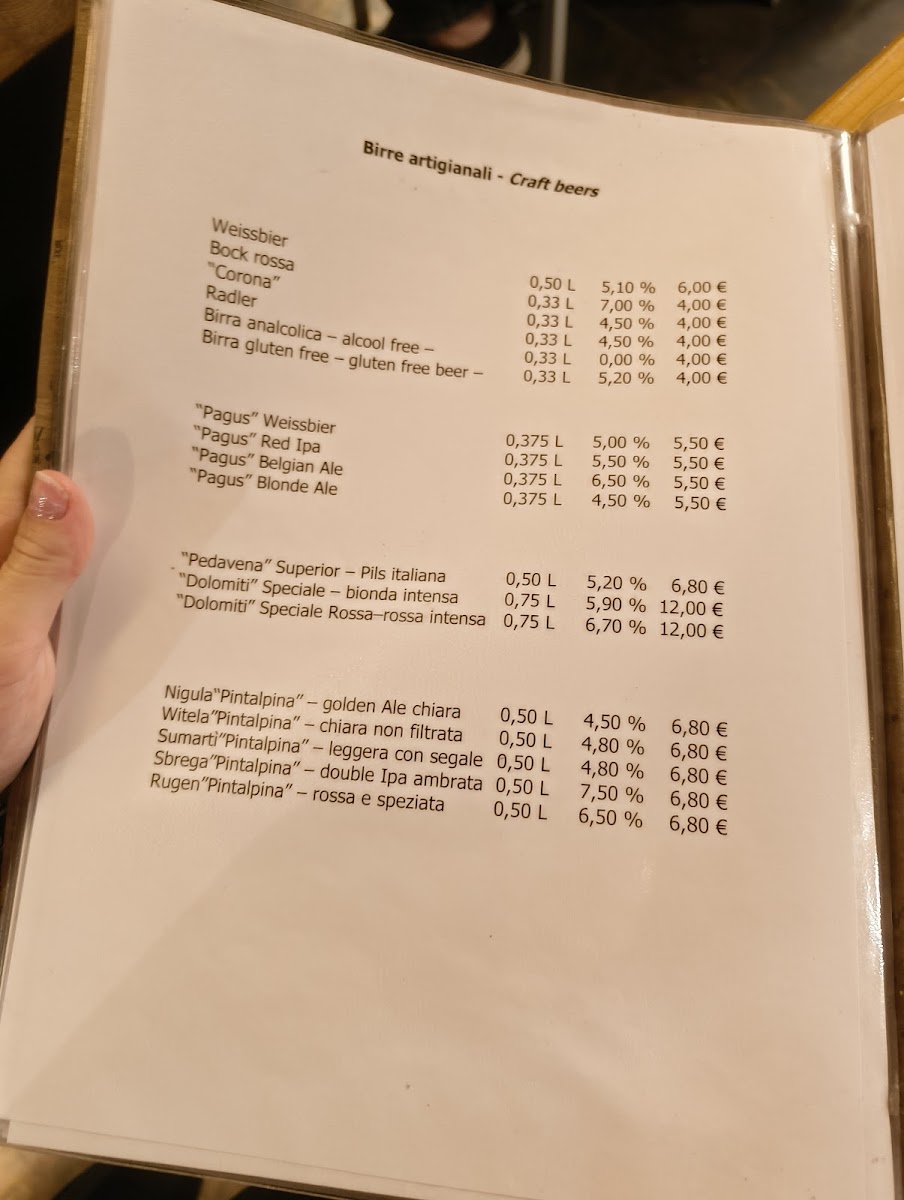 Birre artigianali - Craft beers
Weissbier 0,50 L 5,10 % 6,00 €
Bock rossa 0,33 L 7,00 % 4,00 €
"Corona" 0,33 L 4,50 % 4,00 €
Radler 0,33 L 4,50 % 4,00 €
Birra analcolica – alcool free – 0,33 L 0,00 % 4,00 €
Birra gluten free – gluten free beer – 0,33 L 5,20 % 4,00 €
"Pagus" Weissbier 0,375 L 5,00 % 5,50 €
"Pagus" Red Ipa 0,375 L 5,50 % 5,50 €
"Pagus" Belgian Ale 0,375 L 6,50 % 5,50 €
"Pagus" Blonde Ale 0,375 L 4,50 % 5,50 €
"Pedavena" Superior – Pils italiana 0,50 L 5,20 % 6,80 €
"Dolomiti" Speciale – bionda intensa 0,75 L 5,90 % 12,00 €
"Dolomiti" Speciale Rossa–rossa intensa 0,75 L 6,70 % 12,00 €
Nigula"Pintalpina" – golden Ale chiara 0,50 L 4,50 % 6,80 €
Witela"Pintalpina" – chiara non filtrata 0,50 L 4,80 % 6,80 €
Sumartì"Pintalpina" – leggera con segale 0,50 L 4,80 % 6,80 €
Sbrega"Pintalpina" – double Ipa ambrata 0,50 L 7,50 % 6,80 €
Rugen"Pintalpina" – rossa e speziata 0,50 L 6,50 % 6,80 €